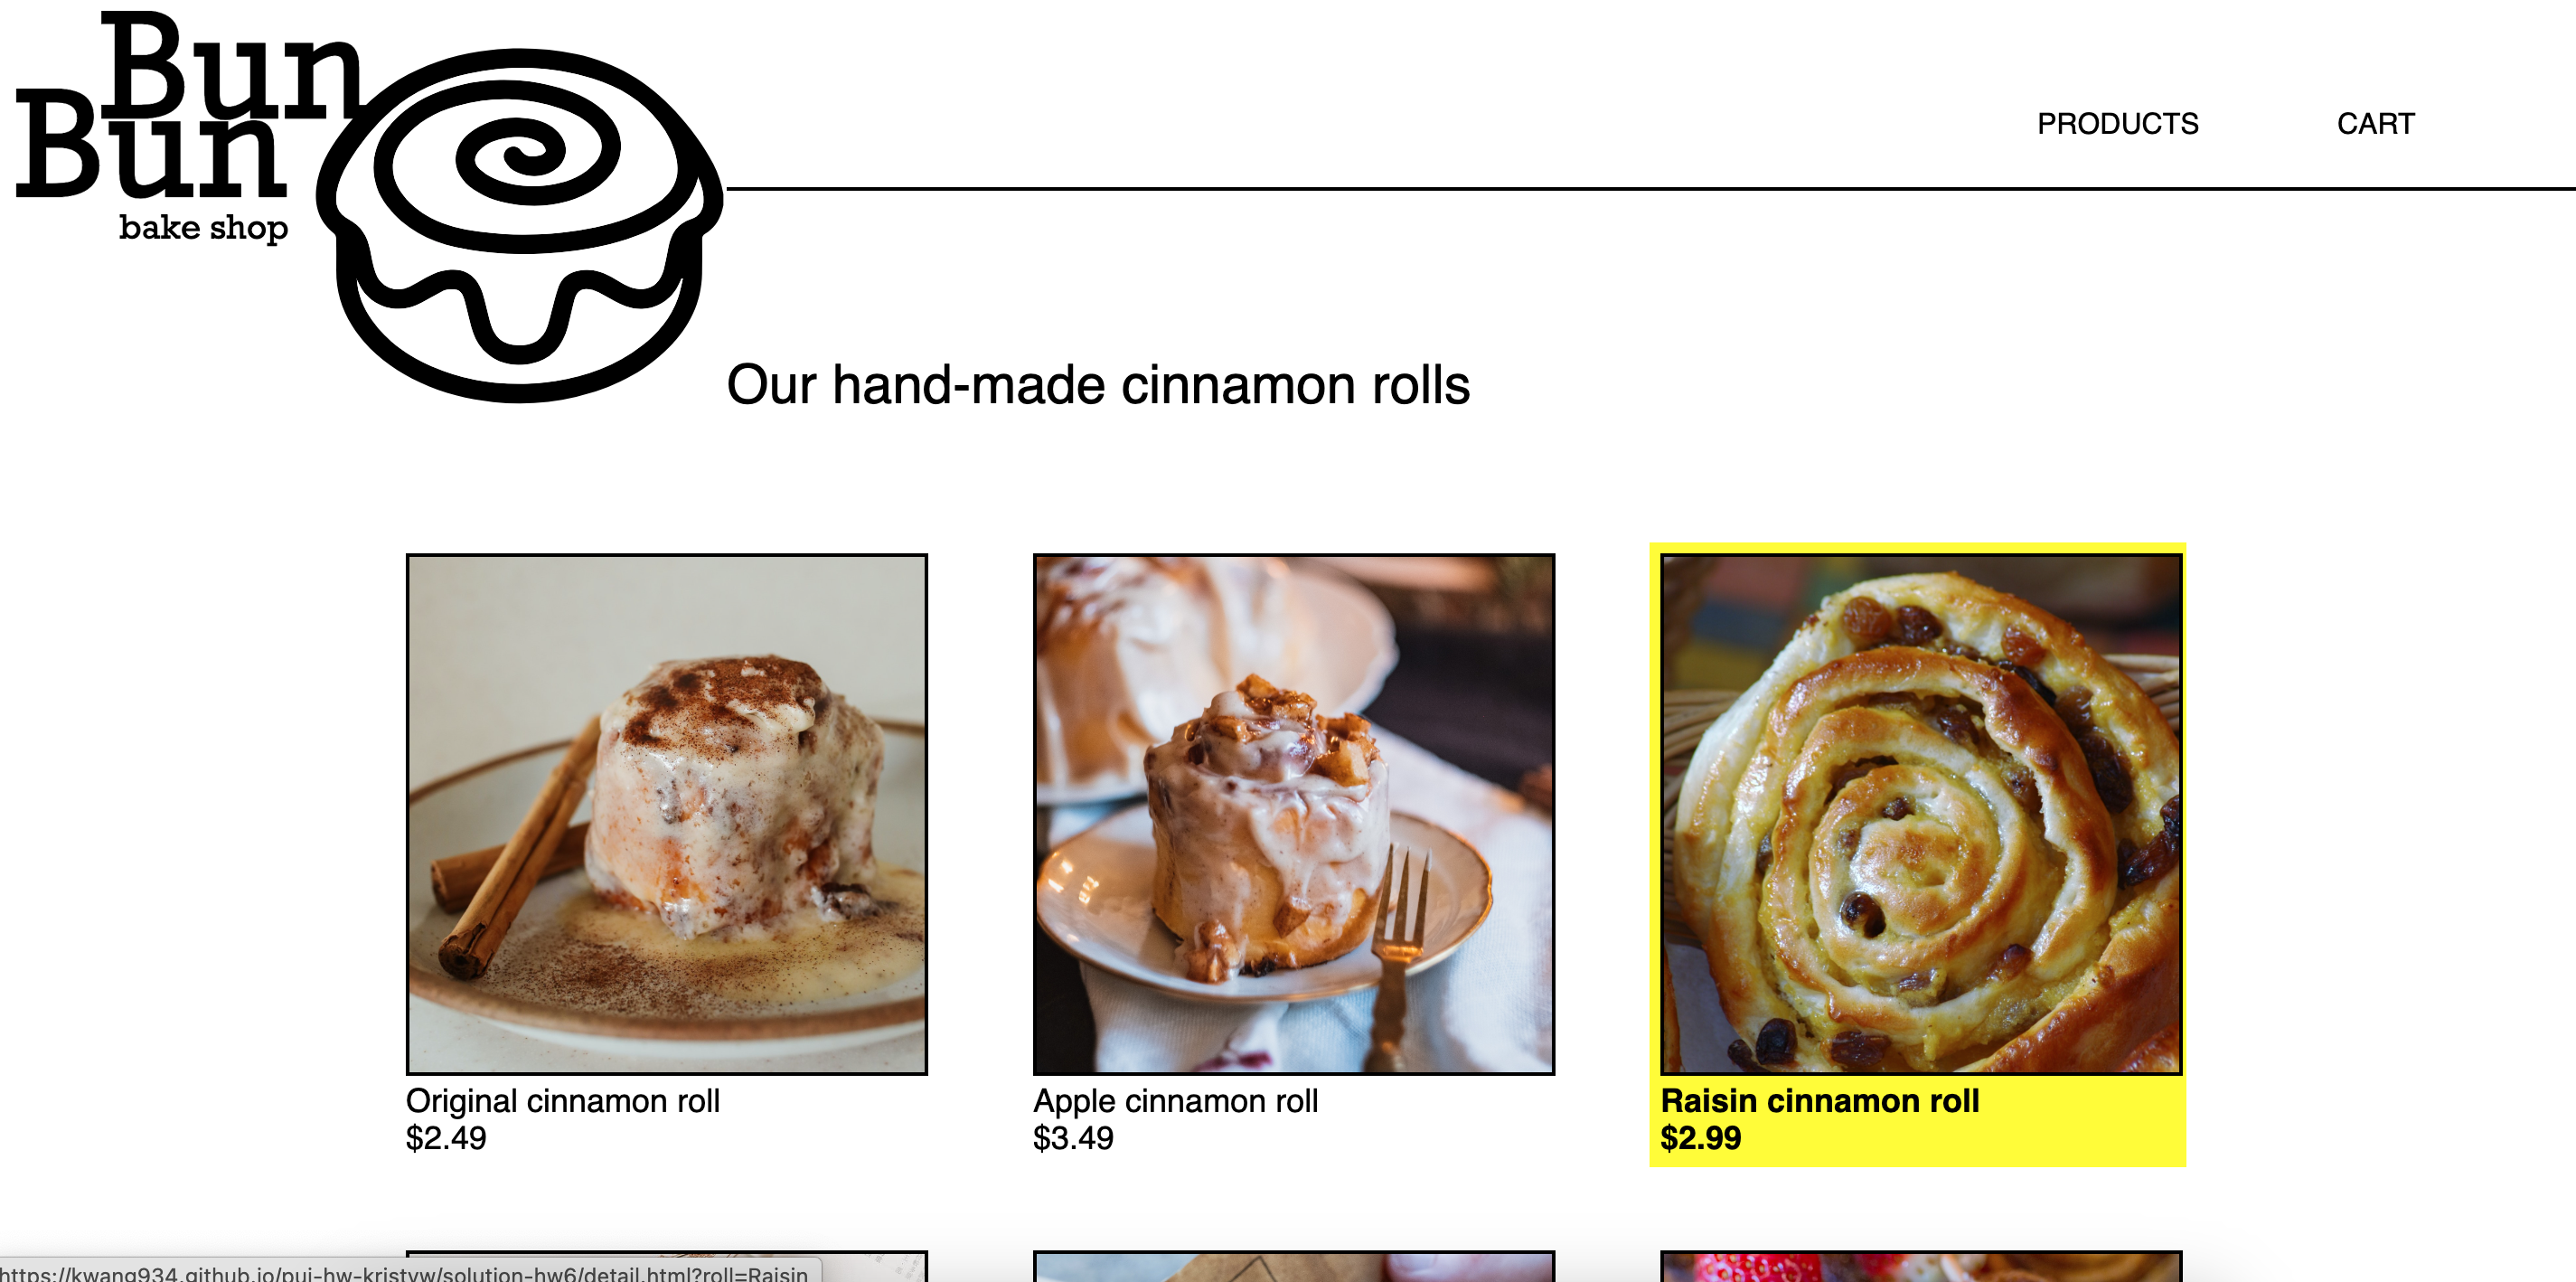 Bun
Bun
bake shop
PRODUCTS
CART
Our hand-made cinnamon rolls
Original cinnamon roll
$2.49
Apple cinnamon roll
$3.49
Raisin cinnamon roll
$2.99
https://kwang934.github.io/pui-hw-kristyw/solution-hw6/detail.html?roll=Raisin